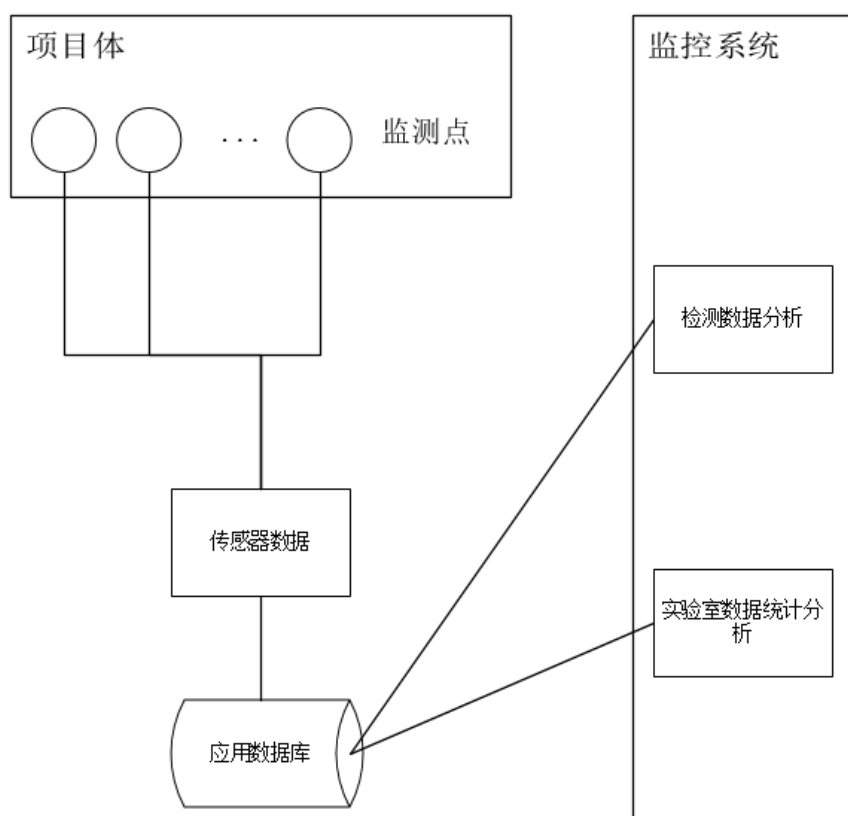 项目体
监控系统
··· 监测点
检测数据分析
传感器数据
实验室数据统计分
析
应用数据库